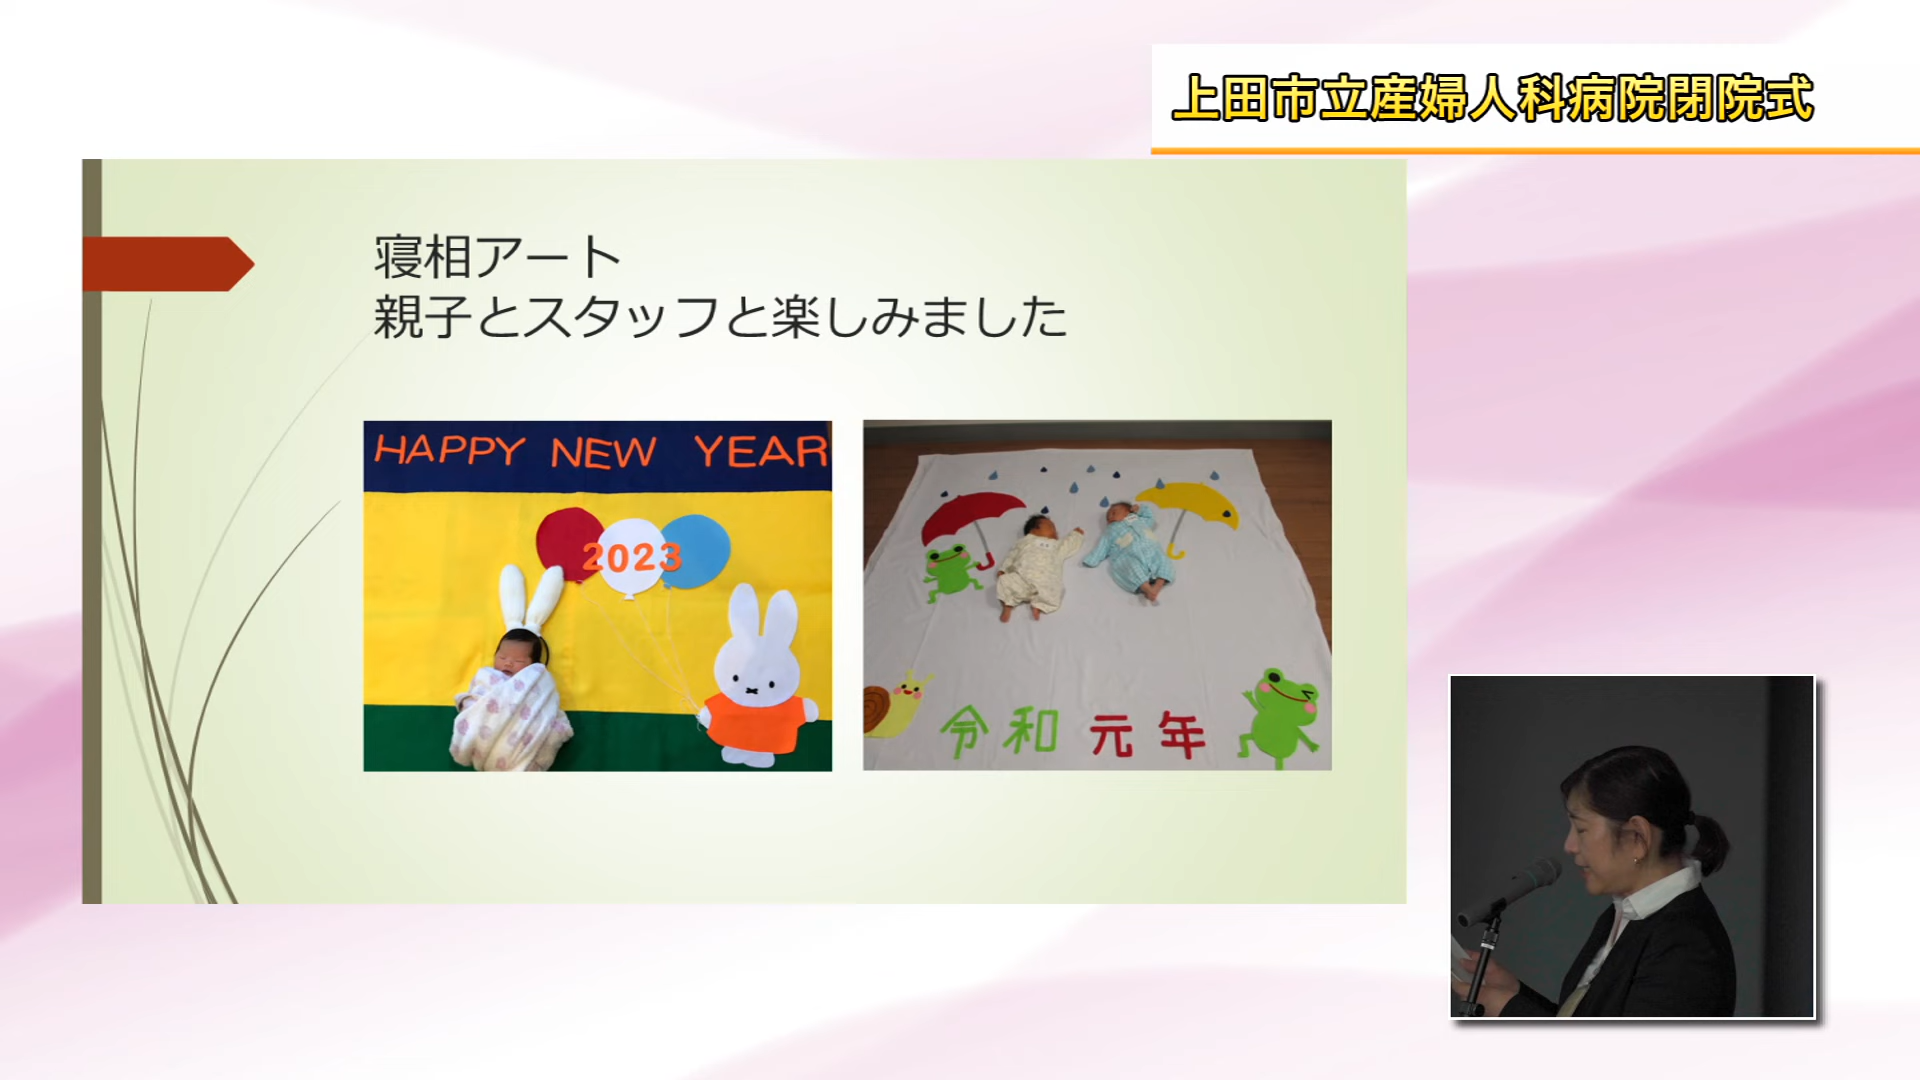 上田市立産婦人科病院閉院式
寝相アート
親子とスタッフと楽しみました
HAPPY NEW YEAR
2023
令和元年